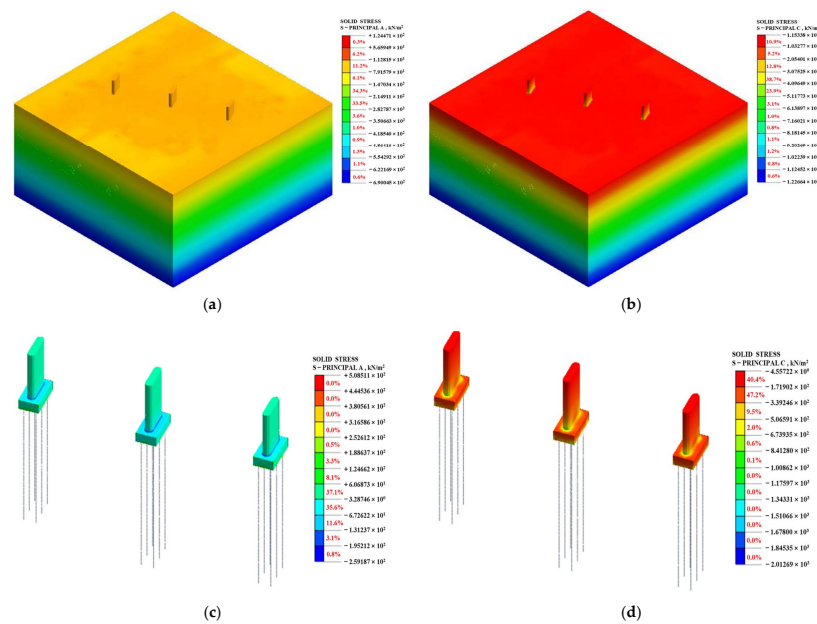 SOLID STRESS
S – PRINCIPAL A , kN/m²
+ 1.24471 × 10²
0.3%
+ 5.65949 × 10¹
6.2%
− 1.12815 × 10¹
11.2%
− 7.91579 × 10¹
6.1%
− 1.47034 × 10²
34.3%
− 2.14911 × 10²
33.5%
− 2.82787 × 10²
3.6%
− 3.50663 × 10²
1.0%
− 4.18540 × 10²
0.9%
1.3%
− 5.54292 × 10²
1.1%
− 6.22169 × 10²
0.4%
− 6.90045 × 10²
(a)
SOLID STRESS
S – PRINCIPAL C , kN/m²
10.9%
5.2%
12.8%
38.7%
23.9%
3.1%
1.0%
0.8%
1.1%
1.2%
0.8%
0.6%
(b)
SOLID STRESS
S – PRINCIPAL A , kN/m²
+ 5.08511 × 10²
0.0%
+ 4.44536 × 10²
0.0%
+ 3.80561 × 10²
0.0%
+ 3.16586 × 10²
0.0%
+ 2.52612 × 10²
0.5%
+ 1.88637 × 10²
3.3%
+ 1.24662 × 10²
8.1%
+ 6.06873 × 10¹
37.1%
− 3.28746 × 10⁰
35.6%
− 6.72622 × 10¹
11.6%
− 1.31237 × 10²
3.1%
− 1.95212 × 10²
0.8%
− 2.59187 × 10²
(c)
SOLID STRESS
S – PRINCIPAL C , kN/m²
− 4.55722 × 10⁰
40.4%
− 1.71902 × 10²
47.2%
− 3.39246 × 10²
9.5%
− 5.06591 × 10²
2.0%
− 6.73935 × 10²
0.6%
− 8.41280 × 10²
0.1%
− 1.00862 × 10³
0.0%
− 1.17597 × 10³
0.0%
− 1.34331 × 10³
0.0%
− 1.51066 × 10³
0.0%
− 1.67800 × 10³
0.0%
− 1.84535 × 10³
0.0%
− 2.01269 × 10³
(d)